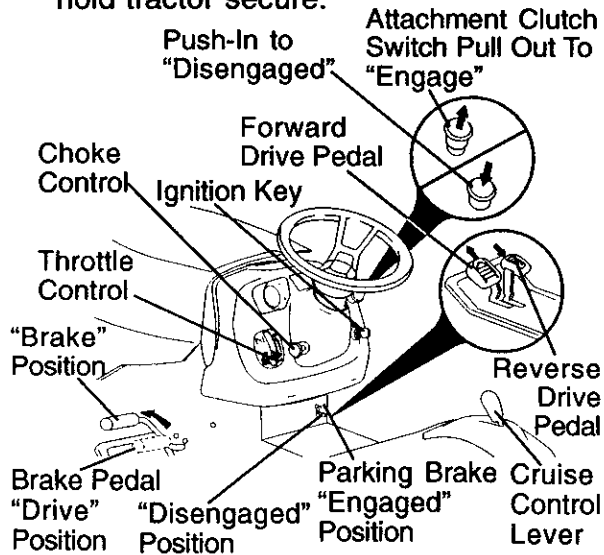 hold tractor secure.
Attachment Clutch
Switch Pull Out To
“Engage”
Push-In to
“Disengaged”
Forward
Drive Pedal
Choke
Control
Ignition Key
Throttle
Control
“Brake”
Position
Reverse
Drive
Pedal
Brake Pedal
“Drive”
Position
“Disengaged”
Position
Parking Brake
“Engaged”
Position
Cruise
Control
Lever